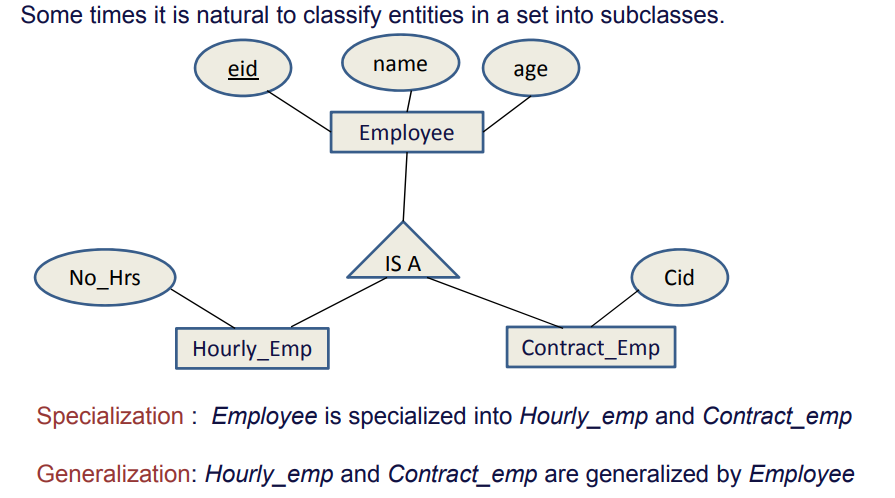 Some times it is natural to classify entities in a set into subclasses.
eid
name
age
Employee
IS A
No_Hrs
Cid
Hourly_Emp
Contract_Emp
Specialization : Employee is specialized into Hourly_emp and Contract_emp
Generalization: Hourly_emp and Contract_emp are generalized by Employee